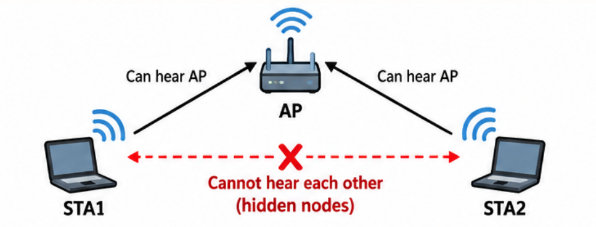 Can hear AP
Can hear AP
AP
Cannot hear each other
(hidden nodes)
STA1
STA2